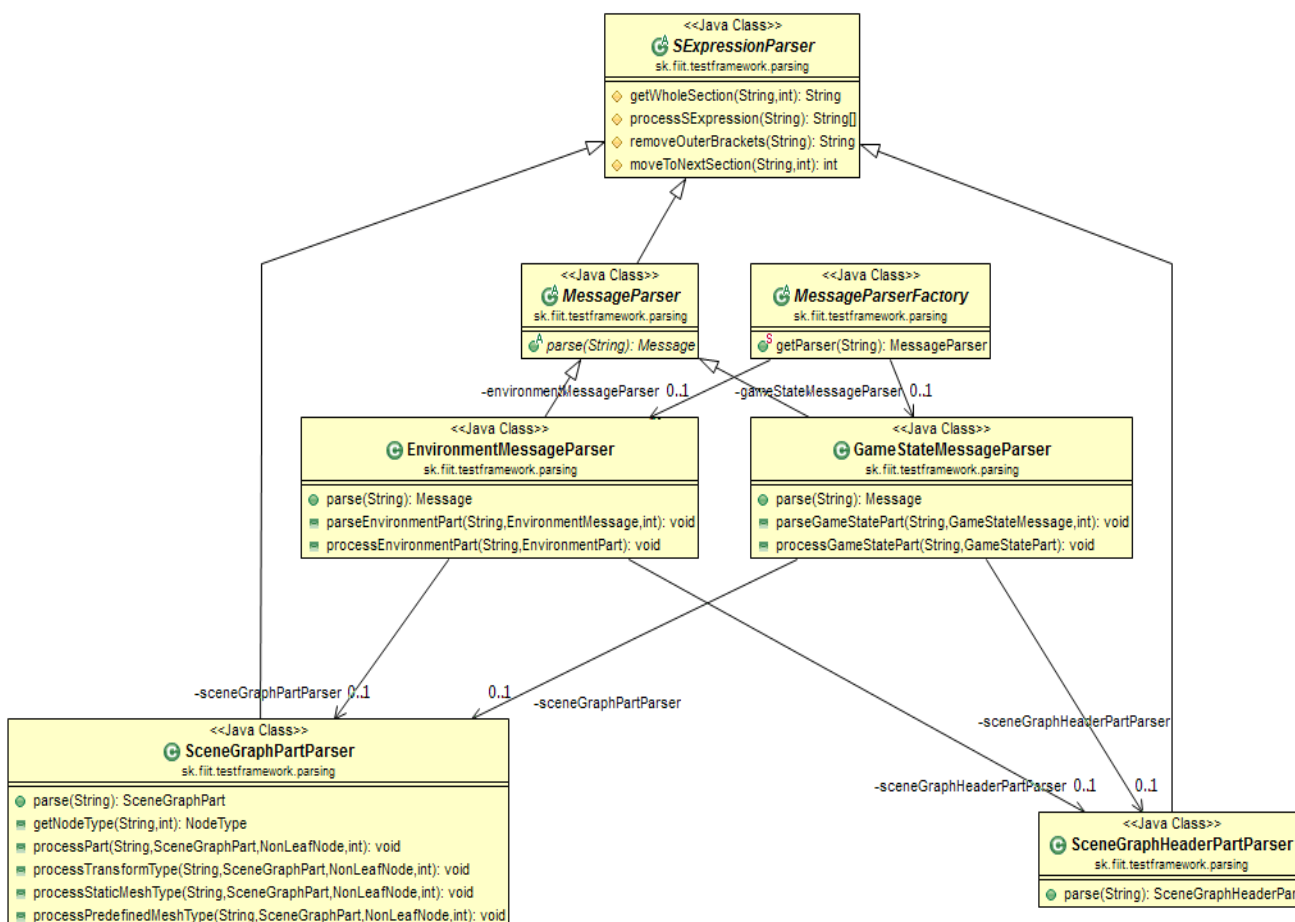 <<Java Class>>
SExpressionParser
sk.fiit.testframework.parsing
getWholeSection(String,int): String
processSExpression(String): String[]
removeOuterBrackets(String): String
moveToNextSection(String,int): int
<<Java Class>>
MessageParser
sk.fiit.testframework.parsing
parse(String): Message
<<Java Class>>
MessageParserFactory
sk.fiit.testframework.parsing
getParser(String): MessageParser
-environmentMessageParser 0..1
-gameStateMessageParser 0..1
<<Java Class>>
EnvironmentMessageParser
sk.fiit.testframework.parsing
parse(String): Message
parseEnvironmentPart(String,EnvironmentMessage,int): void
processEnvironmentPart(String,EnvironmentPart): void
<<Java Class>>
GameStateMessageParser
sk.fiit.testframework.parsing
parse(String): Message
parseGameStatePart(String,GameStateMessage,int): void
processGameStatePart(String,GameStatePart): void
-sceneGraphPartParser 0..1
0..1
-sceneGraphPartParser
-sceneGraphHeaderPartParser
-sceneGraphHeaderPartParser 0..1
0..1
<<Java Class>>
SceneGraphPartParser
sk.fiit.testframework.parsing
parse(String): SceneGraphPart
getNodeType(String,int): NodeType
processPart(String,SceneGraphPart,NonLeafNode,int): void
processTransformType(String,SceneGraphPart,NonLeafNode,int): void
processStaticMeshType(String,SceneGraphPart,NonLeafNode,int): void
processPredefinedMeshType(String,SceneGraphPart,NonLeafNode,int): void
<<Java Class>>
SceneGraphHeaderPartParser
sk.fiit.testframework.parsing
parse(String): SceneGraphHeaderPar